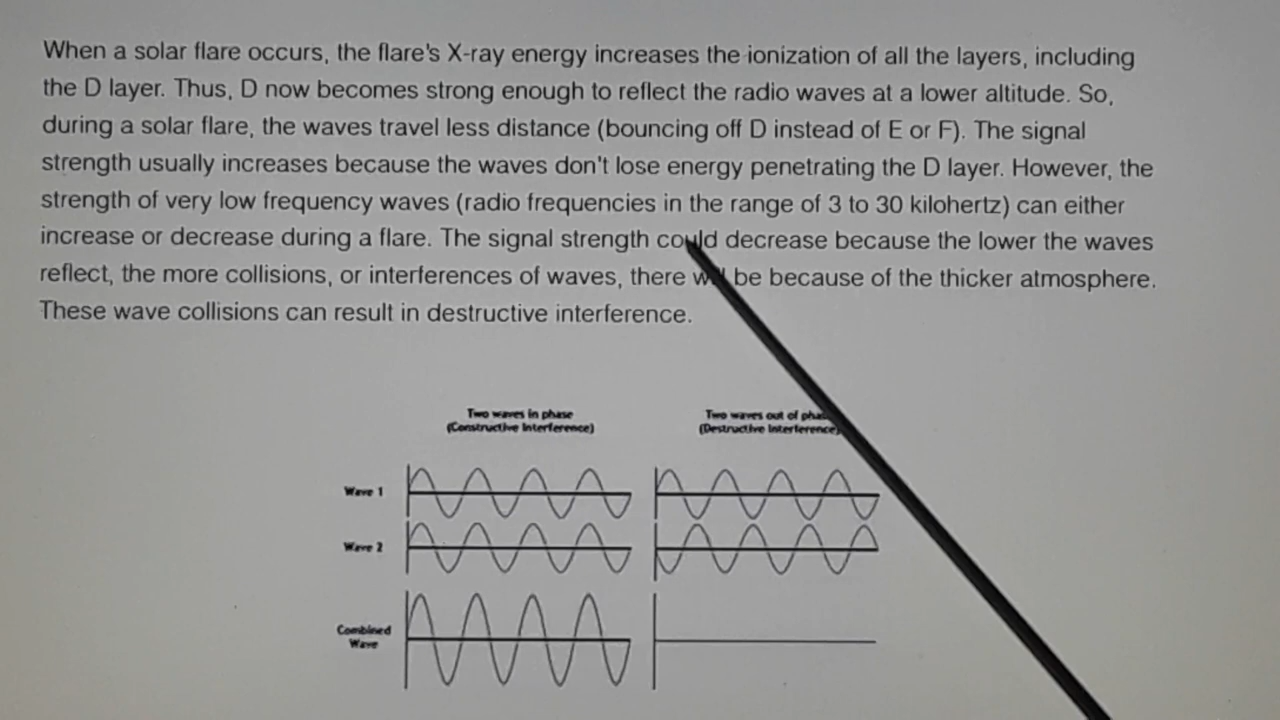 When a solar flare occurs, the flare's X-ray energy increases the ionization of all the layers, including
the D layer. Thus, D now becomes strong enough to reflect the radio waves at a lower altitude. So,
during a solar flare, the waves travel less distance (bouncing off D instead of E or F). The signal
strength usually increases because the waves don't lose energy penetrating the D layer. However, the
strength of very low frequency waves (radio frequencies in the range of 3 to 30 kilohertz) can either
increase or decrease during a flare. The signal strength could decrease because the lower the waves
reflect, the more collisions, or interferences of waves, there will be because of the thicker atmosphere.
These wave collisions can result in destructive interference.
Two waves in phase
(Constructive Interference)
Two waves out of phase
(Destructive Interference)
Wave 1
Wave 2
Combined
Wave